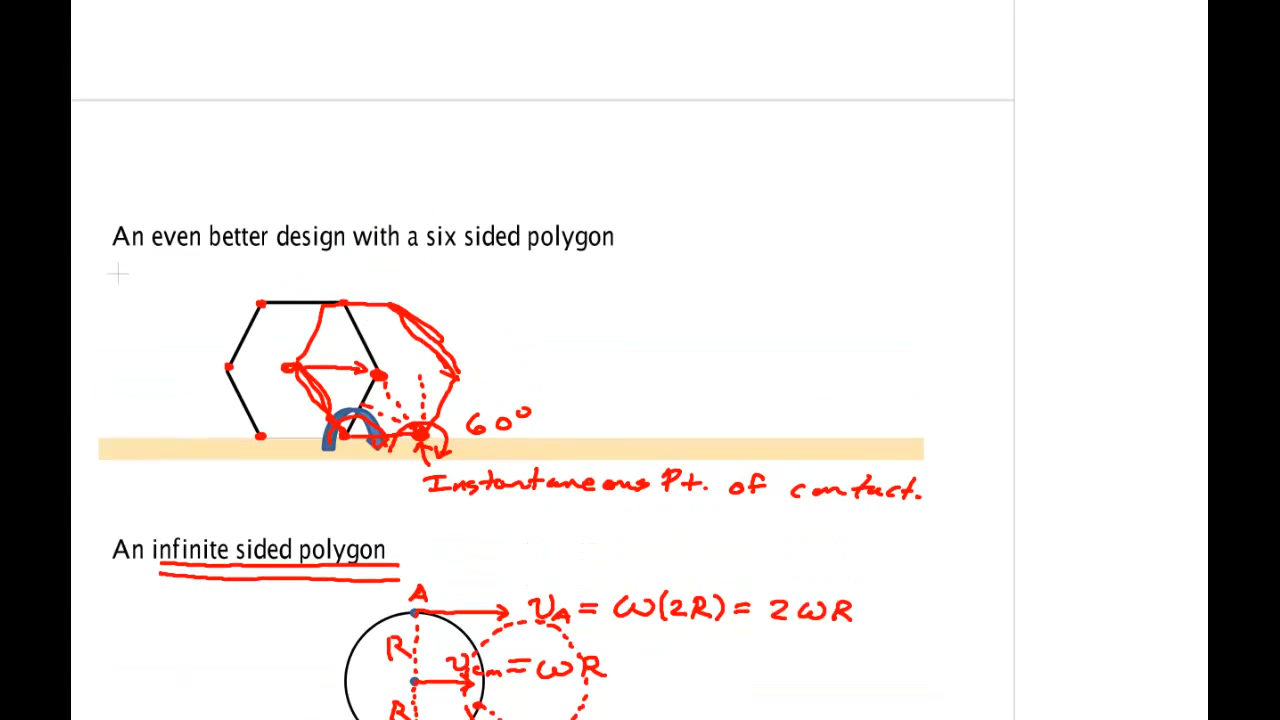 An even better design with a six sided polygon
60°
Instantaneous Pt. of contact.
An infinite sided polygon
A
v_A = ω(2R) = 2ωR
R
v_cm = ωR
R